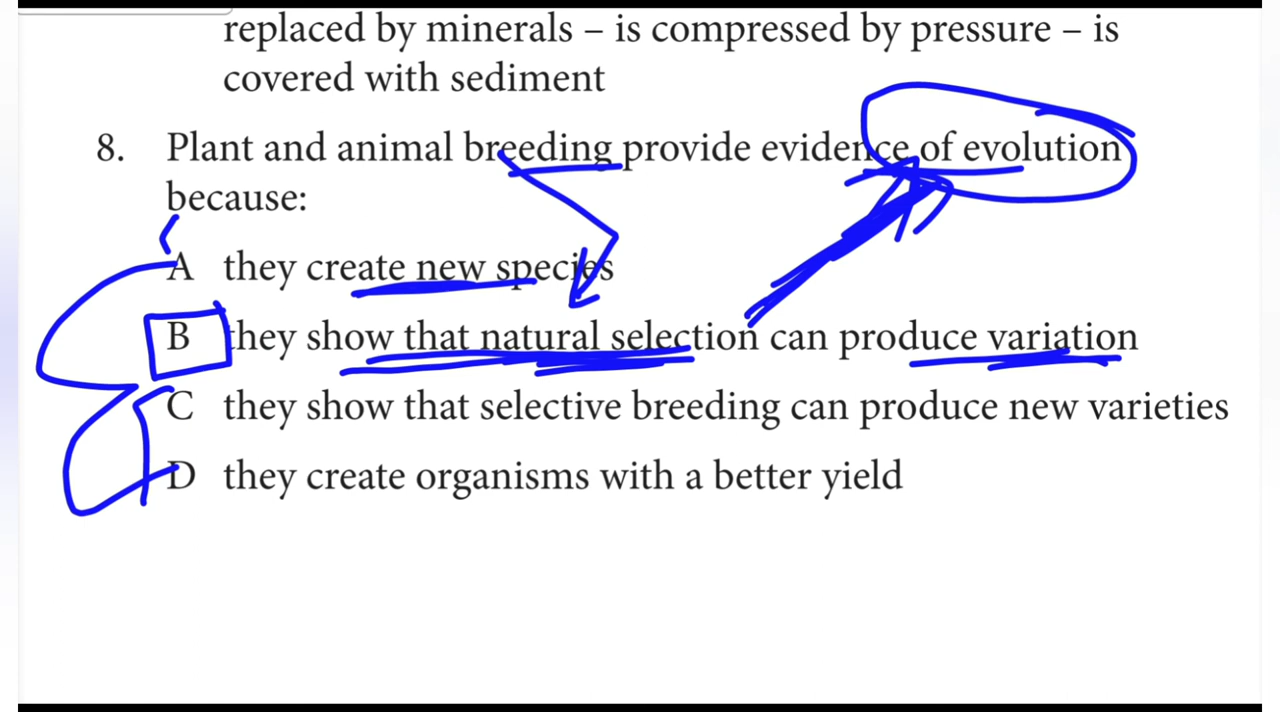 replaced by minerals – is compressed by pressure – is
covered with sediment
8. Plant and animal breeding provide evidence of evolution
because:
A they create new species
B they show that natural selection can produce variation
C they show that selective breeding can produce new varieties
D they create organisms with a better yield